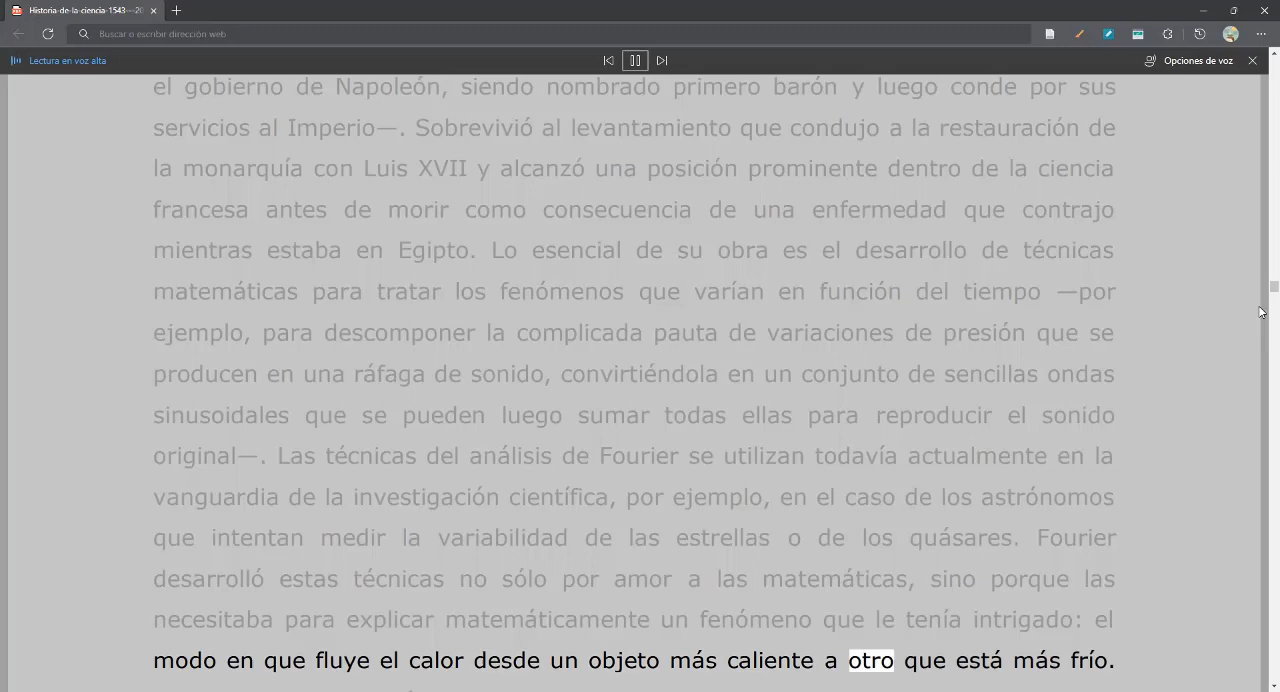 Historia-de-la-ciencia-1543---20
Buscar o escribir dirección web
Lectura en voz alta
Opciones de voz
el gobierno de Napoleón, siendo nombrado primero barón y luego conde por sus
servicios al Imperio—. Sobrevivió al levantamiento que condujo a la restauración de
la monarquía con Luis XVII y alcanzó una posición prominente dentro de la ciencia
francesa antes de morir como consecuencia de una enfermedad que contrajo
mientras estaba en Egipto. Lo esencial de su obra es el desarrollo de técnicas
matemáticas para tratar los fenómenos que varían en función del tiempo —por
ejemplo, para descomponer la complicada pauta de variaciones de presión que se
producen en una ráfaga de sonido, convirtiéndola en un conjunto de sencillas ondas
sinusoidales que se pueden luego sumar todas ellas para reproducir el sonido
original—. Las técnicas del análisis de Fourier se utilizan todavía actualmente en la
vanguardia de la investigación científica, por ejemplo, en el caso de los astrónomos
que intentan medir la variabilidad de las estrellas o de los quásares. Fourier
desarrolló estas técnicas no sólo por amor a las matemáticas, sino porque las
necesitaba para explicar matemáticamente un fenómeno que le tenía intrigado: el
modo en que fluye el calor desde un objeto más caliente a otro que está más frío.